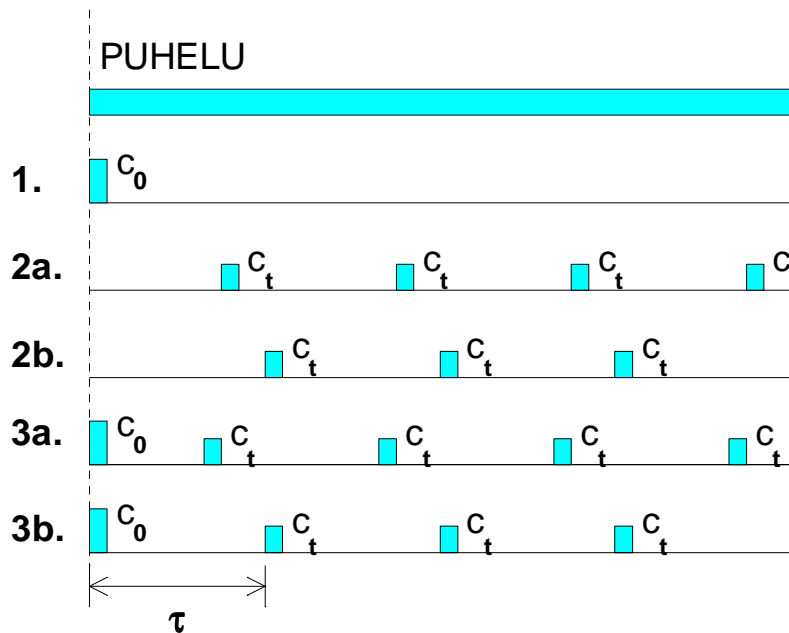 PUHELU
1. C0
2a. Ct Ct Ct C
2b. Ct Ct Ct
3a. C0 Ct Ct Ct Ct
3b. C0 Ct Ct Ct
τ